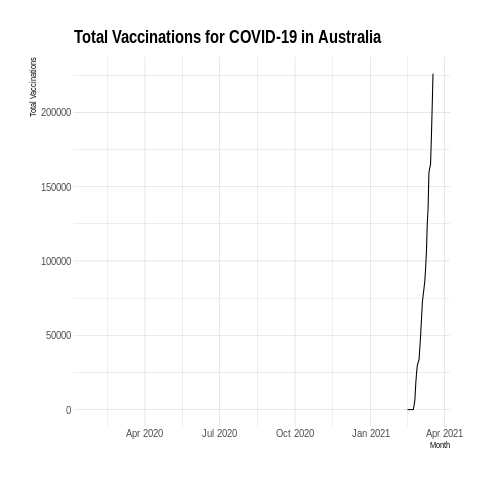 Total Vaccinations for COVID-19 in Australia
Total Vaccinations
200000
150000
100000
50000
0
Apr 2020 Jul 2020 Oct 2020 Jan 2021 Apr 2021
Month